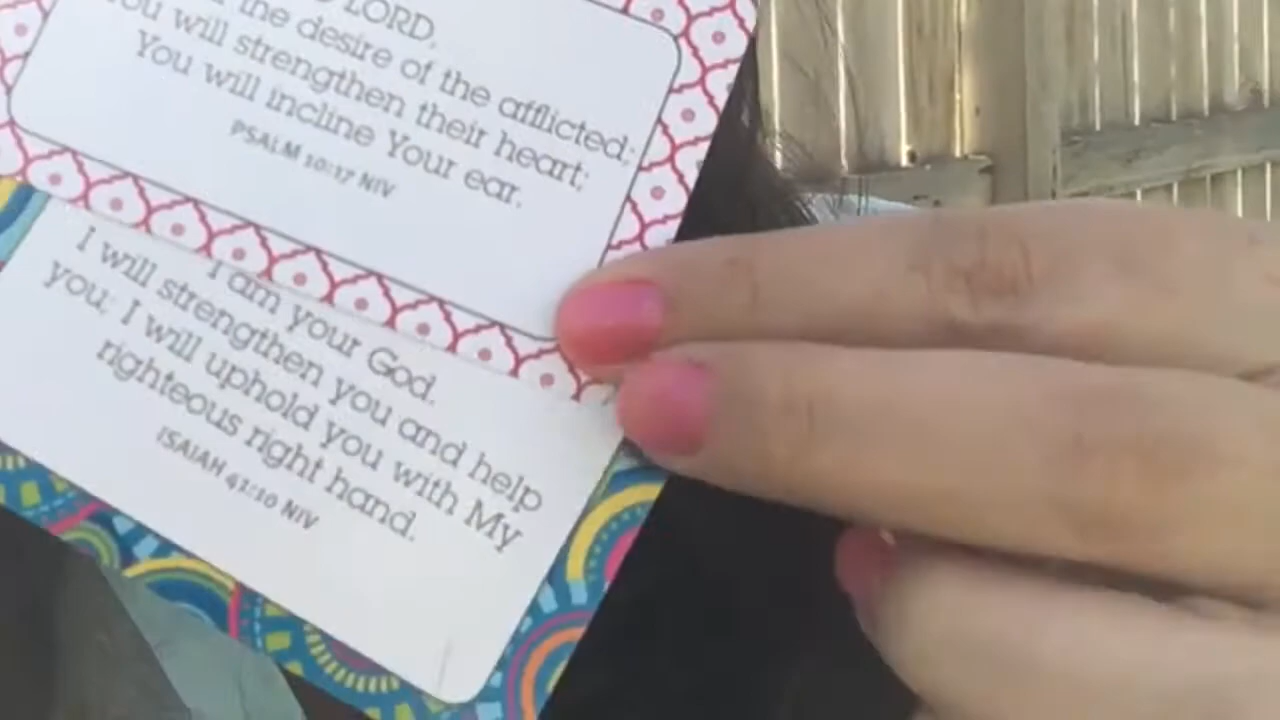 LORD,
the desire of the afflicted;
You will strengthen their heart;
You will incline Your ear.
PSALM 10:17 NIV
I am your God.
I will strengthen you and help
you; I will uphold you with My
righteous right hand.
ISAIAH 41:10 NIV